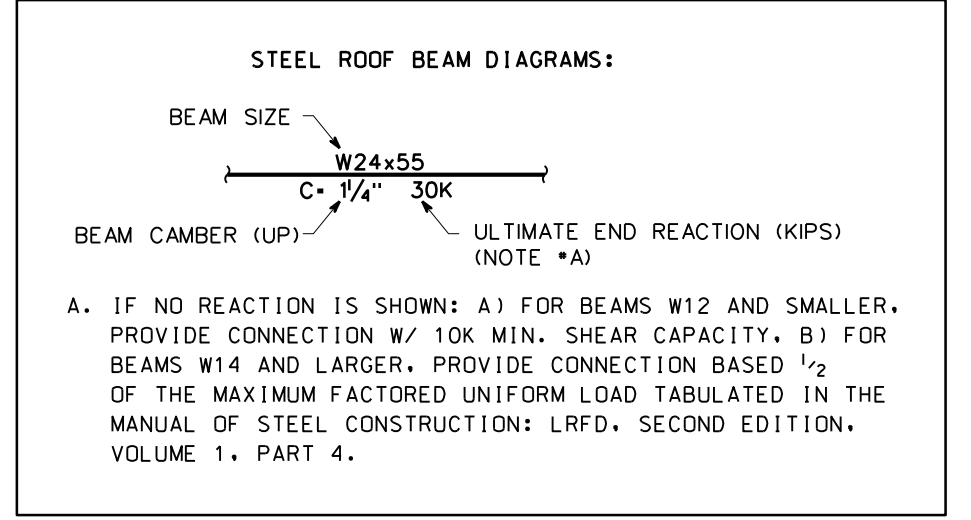 STEEL ROOF BEAM DIAGRAMS:
BEAM SIZE
W24x55
C= 1 1/4" 30K
BEAM CAMBER (UP)
ULTIMATE END REACTION (KIPS)
(NOTE #A)
A. IF NO REACTION IS SHOWN: A) FOR BEAMS W12 AND SMALLER,
PROVIDE CONNECTION W/ 10K MIN. SHEAR CAPACITY, B) FOR
BEAMS W14 AND LARGER, PROVIDE CONNECTION BASED 1/2
OF THE MAXIMUM FACTORED UNIFORM LOAD TABULATED IN THE
MANUAL OF STEEL CONSTRUCTION: LRFD, SECOND EDITION,
VOLUME 1, PART 4.